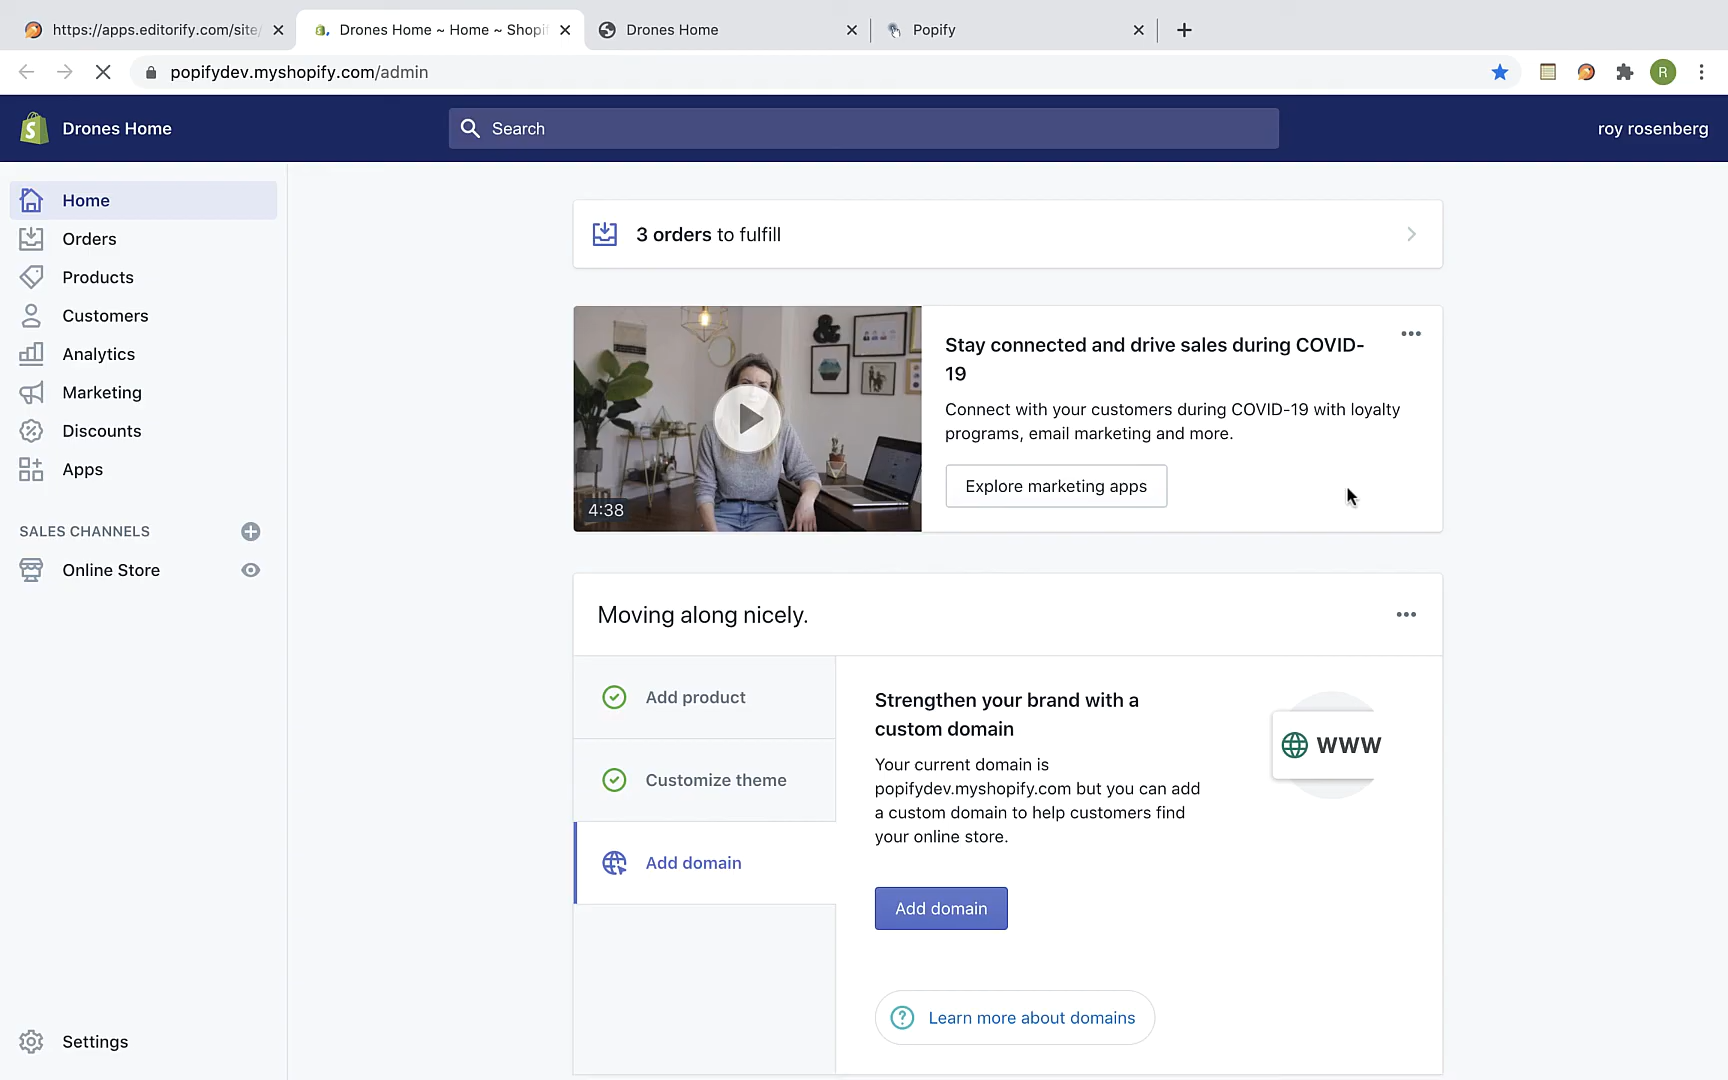 https://apps.editorify.com/site/
Drones Home ~ Home ~ Shopif
Drones Home
Popify
popifydev.myshopify.com/admin
R
Drones Home
Search
roy rosenberg
Home
Orders
Products
Customers
Analytics
Marketing
Discounts
Apps
SALES CHANNELS
Online Store
Settings
3 orders to fulfill
4:38
Stay connected and drive sales during COVID-
19
Connect with your customers during COVID-19 with loyalty
programs, email marketing and more.
Explore marketing apps
Moving along nicely.
Add product
Customize theme
Add domain
Strengthen your brand with a
custom domain
Your current domain is
popifydev.myshopify.com but you can add
a custom domain to help customers find
your online store.
WWW
Add domain
Learn more about domains